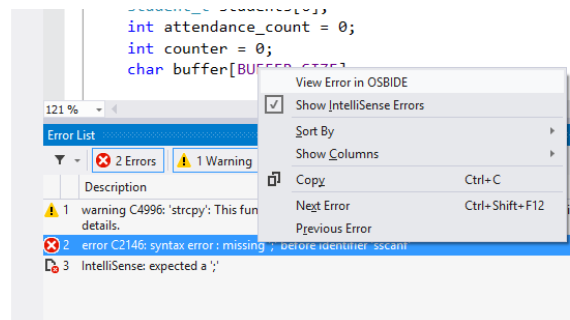 int attendance_count = 0;
int counter = 0;
char buffer[BUFFER_SIZE]
View Error in OSBIDE
121 %
Show IntelliSense Errors
Error List
Sort By
2 Errors
1 Warning
Show Columns
Description
Copy Ctrl+C
1 warning C4996: 'strcpy': This fun
details.
Next Error Ctrl+Shift+F12
Previous Error
2 error C2146: syntax error : missing ';' before identifier 'sscanf'
3 IntelliSense: expected a ';'